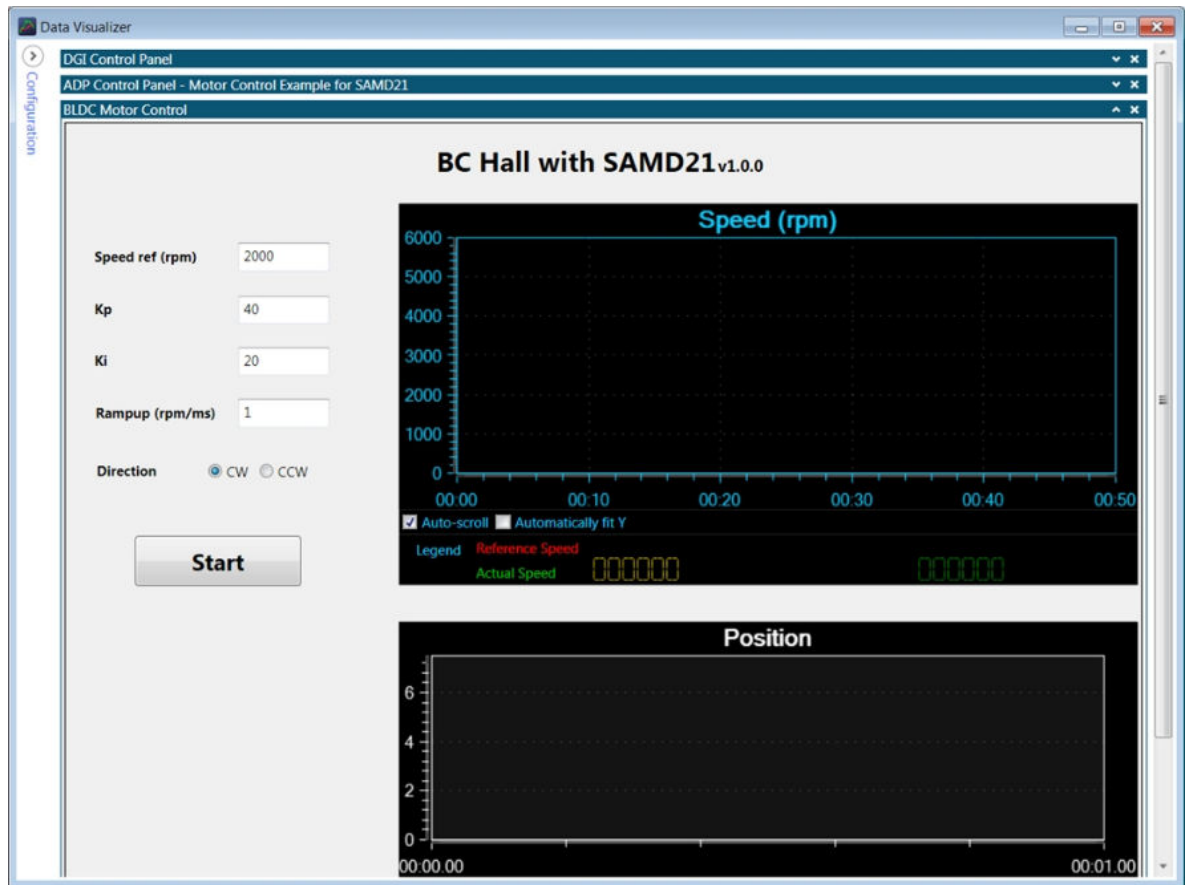 Data Visualizer
Configuration
DGI Control Panel
ADP Control Panel - Motor Control Example for SAMD21
BLDC Motor Control
BC Hall with SAMD21 v1.0.0
Speed ref (rpm) 2000
Kp 40
Ki 20
Rampup (rpm/ms) 1
Direction CW CCW
Start
Speed (rpm)
6000
5000
4000
3000
2000
1000
0
00:00 00:10 00:20 00:30 00:40 00:50
Auto-scroll Automatically fit Y
Legend Reference Speed
Actual Speed 000000 000000
Position
6
4
2
0
00:00.00 00:01.00